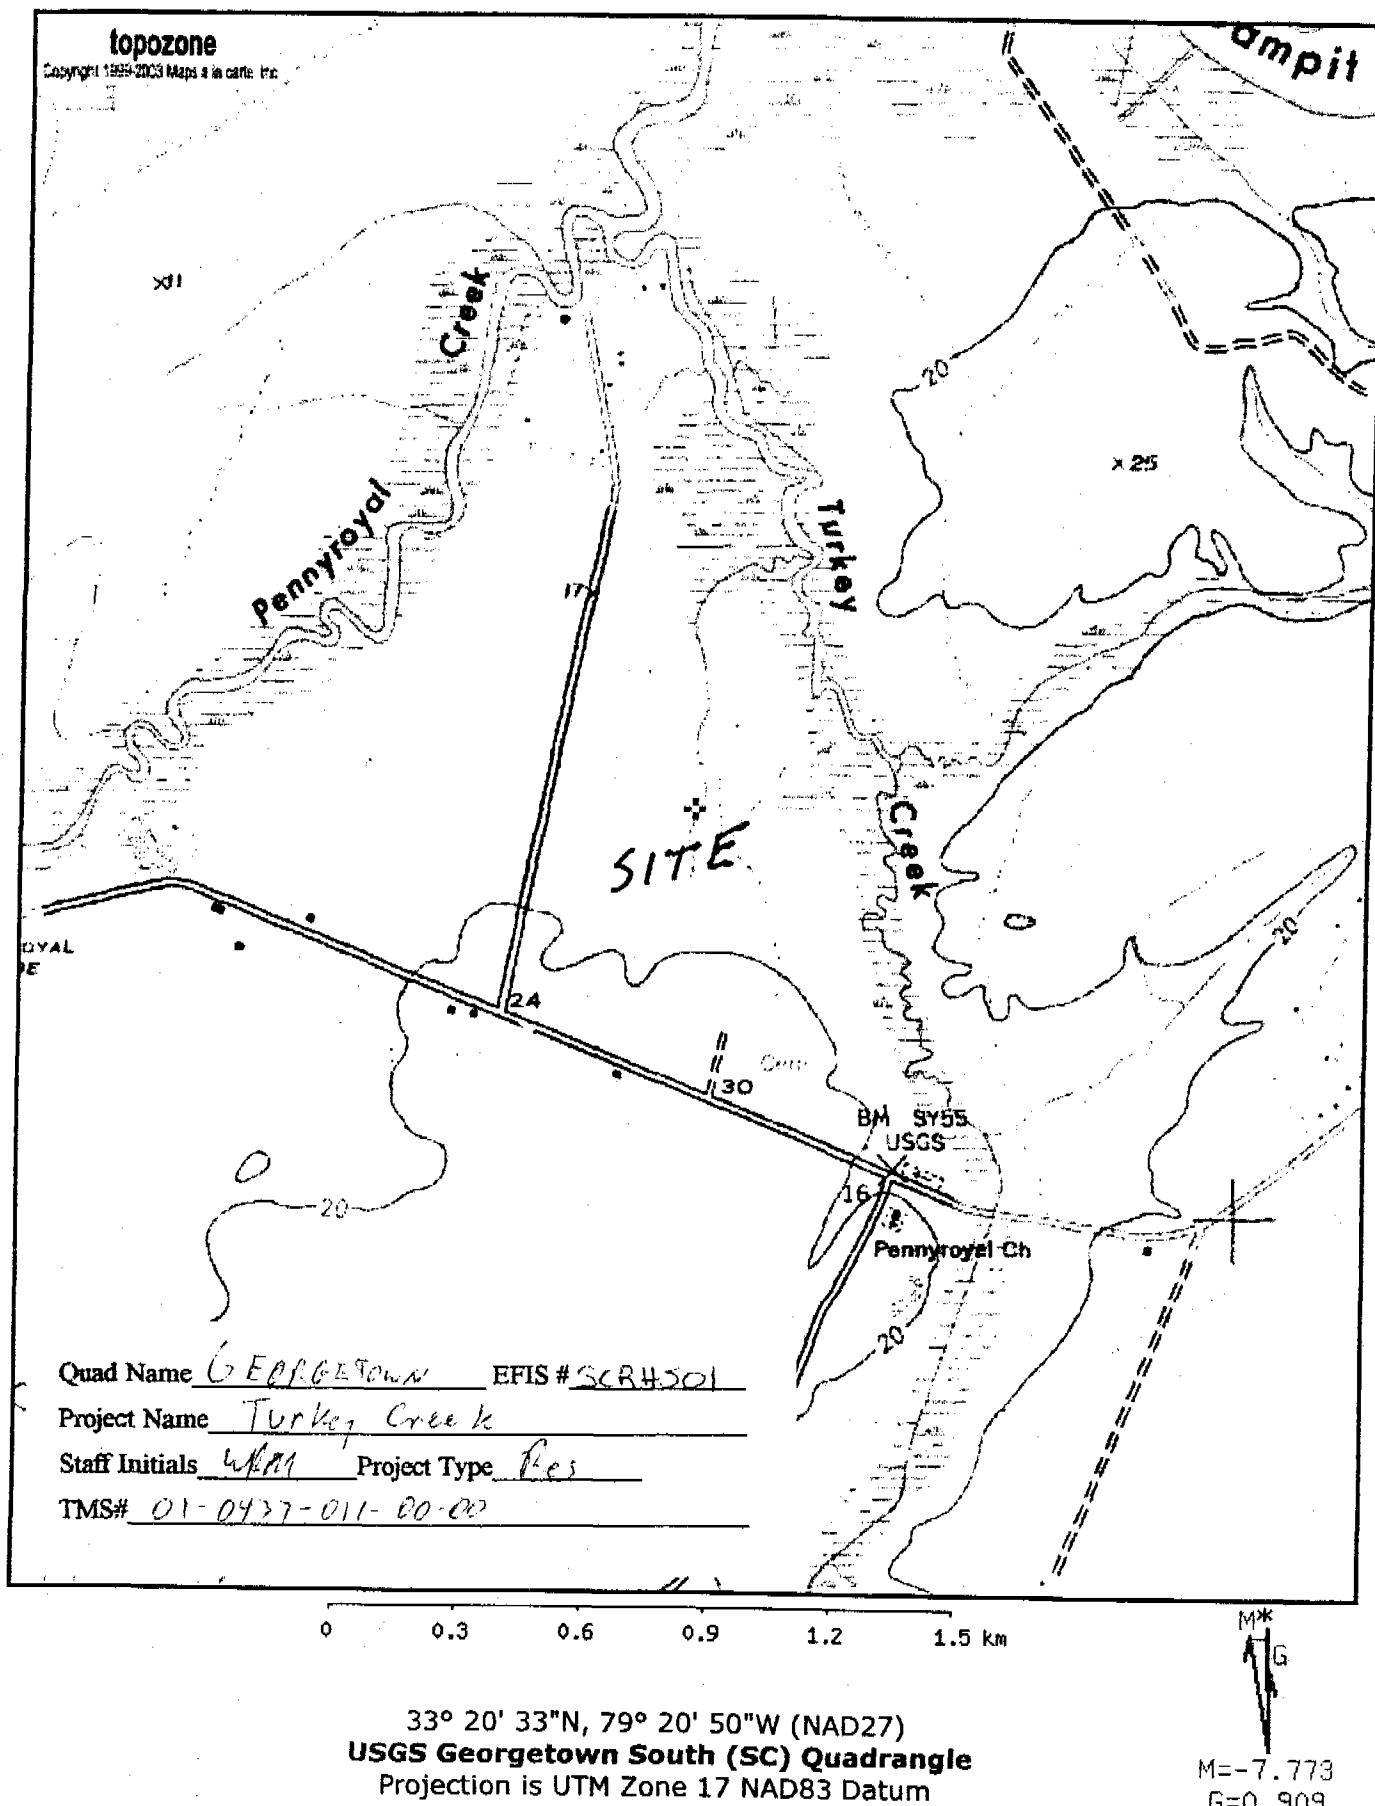 topozone
Copyright 1999-2003 Maps a la carte, Inc.
ampit
Creek
20
x 25
Pennyroyal
Turkey
17
SITE
Creek
20
OYAL
24
30
Cem
BM SY55
USGS
16
20
Pennyroyal Ch
20
Quad Name GEORGETOWN EFIS #
Project Name Turkey Creek
Staff Initials Project Type Res
TMS# 01-0437-011-00-00
0 0.3 0.6 0.9 1.2 1.5 km
M*
G
33° 20' 33"N, 79° 20' 50"W (NAD27)
USGS Georgetown South (SC) Quadrangle
Projection is UTM Zone 17 NAD83 Datum
M=-7.773
G=0.909